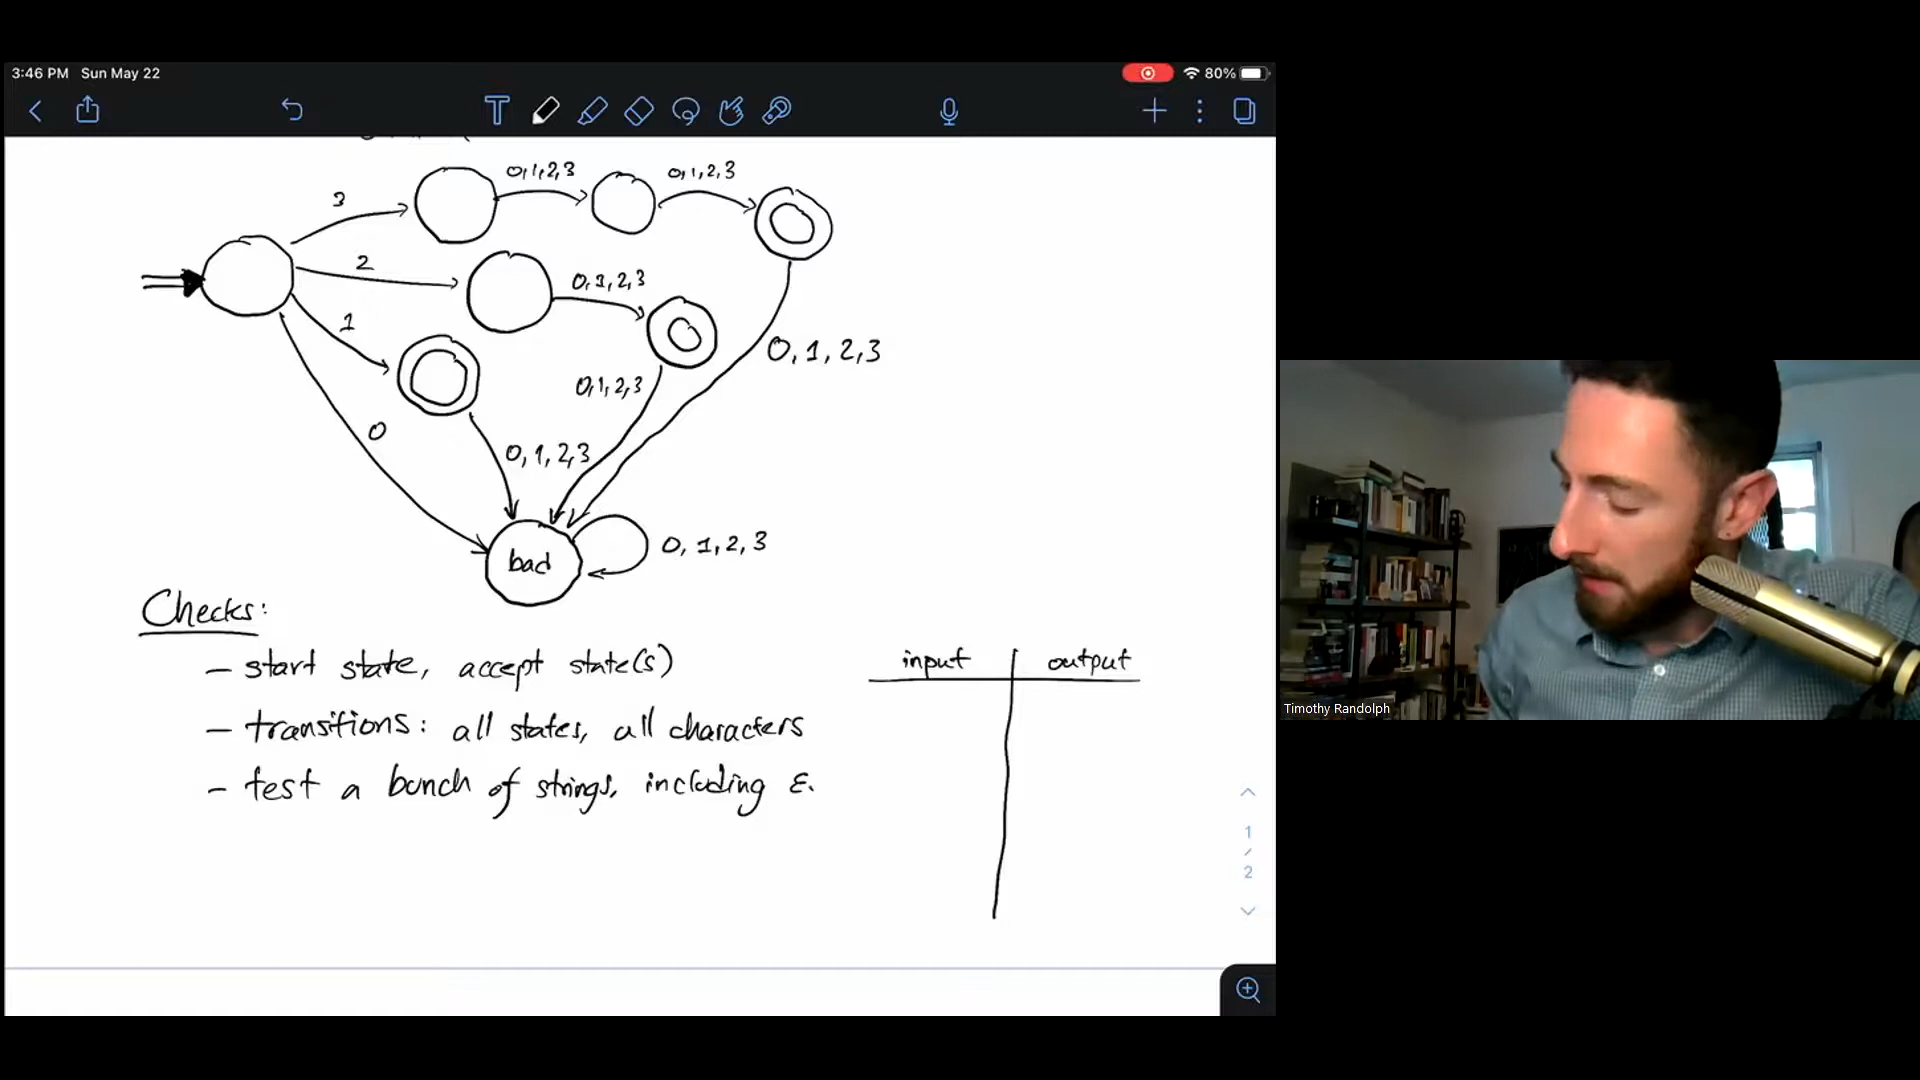 3:46 PM Sun May 22
80%
3
0,1,2,3
0,1,2,3
2
0,1,2,3
1
0,1,2,3
0,1,2,3
0
0,1,2,3
bad
0,1,2,3
Checks:
- start state, accept state(s)
- transitions: all states, all characters
- test a bunch of strings, including ε.
input output
1
/
2
Timothy Randolph